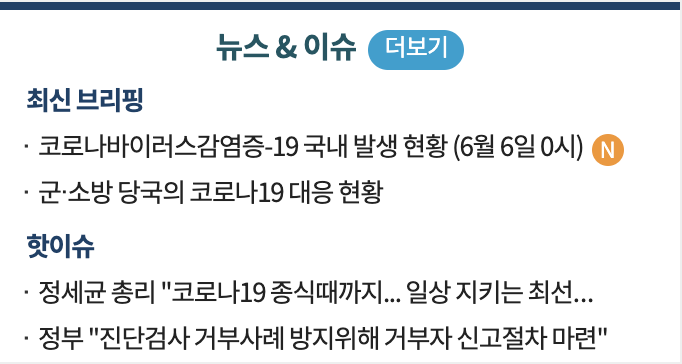 뉴스 & 이슈 더보기
최신 브리핑
· 코로나바이러스감염증-19 국내 발생 현황 (6월 6일 0시) N
· 군·소방 당국의 코로나19 대응 현황
핫이슈
· 정세균 총리 "코로나19 종식때까지... 일상 지키는 최선...
· 정부 "진단검사 거부사례 방지위해 거부자 신고절차 마련"